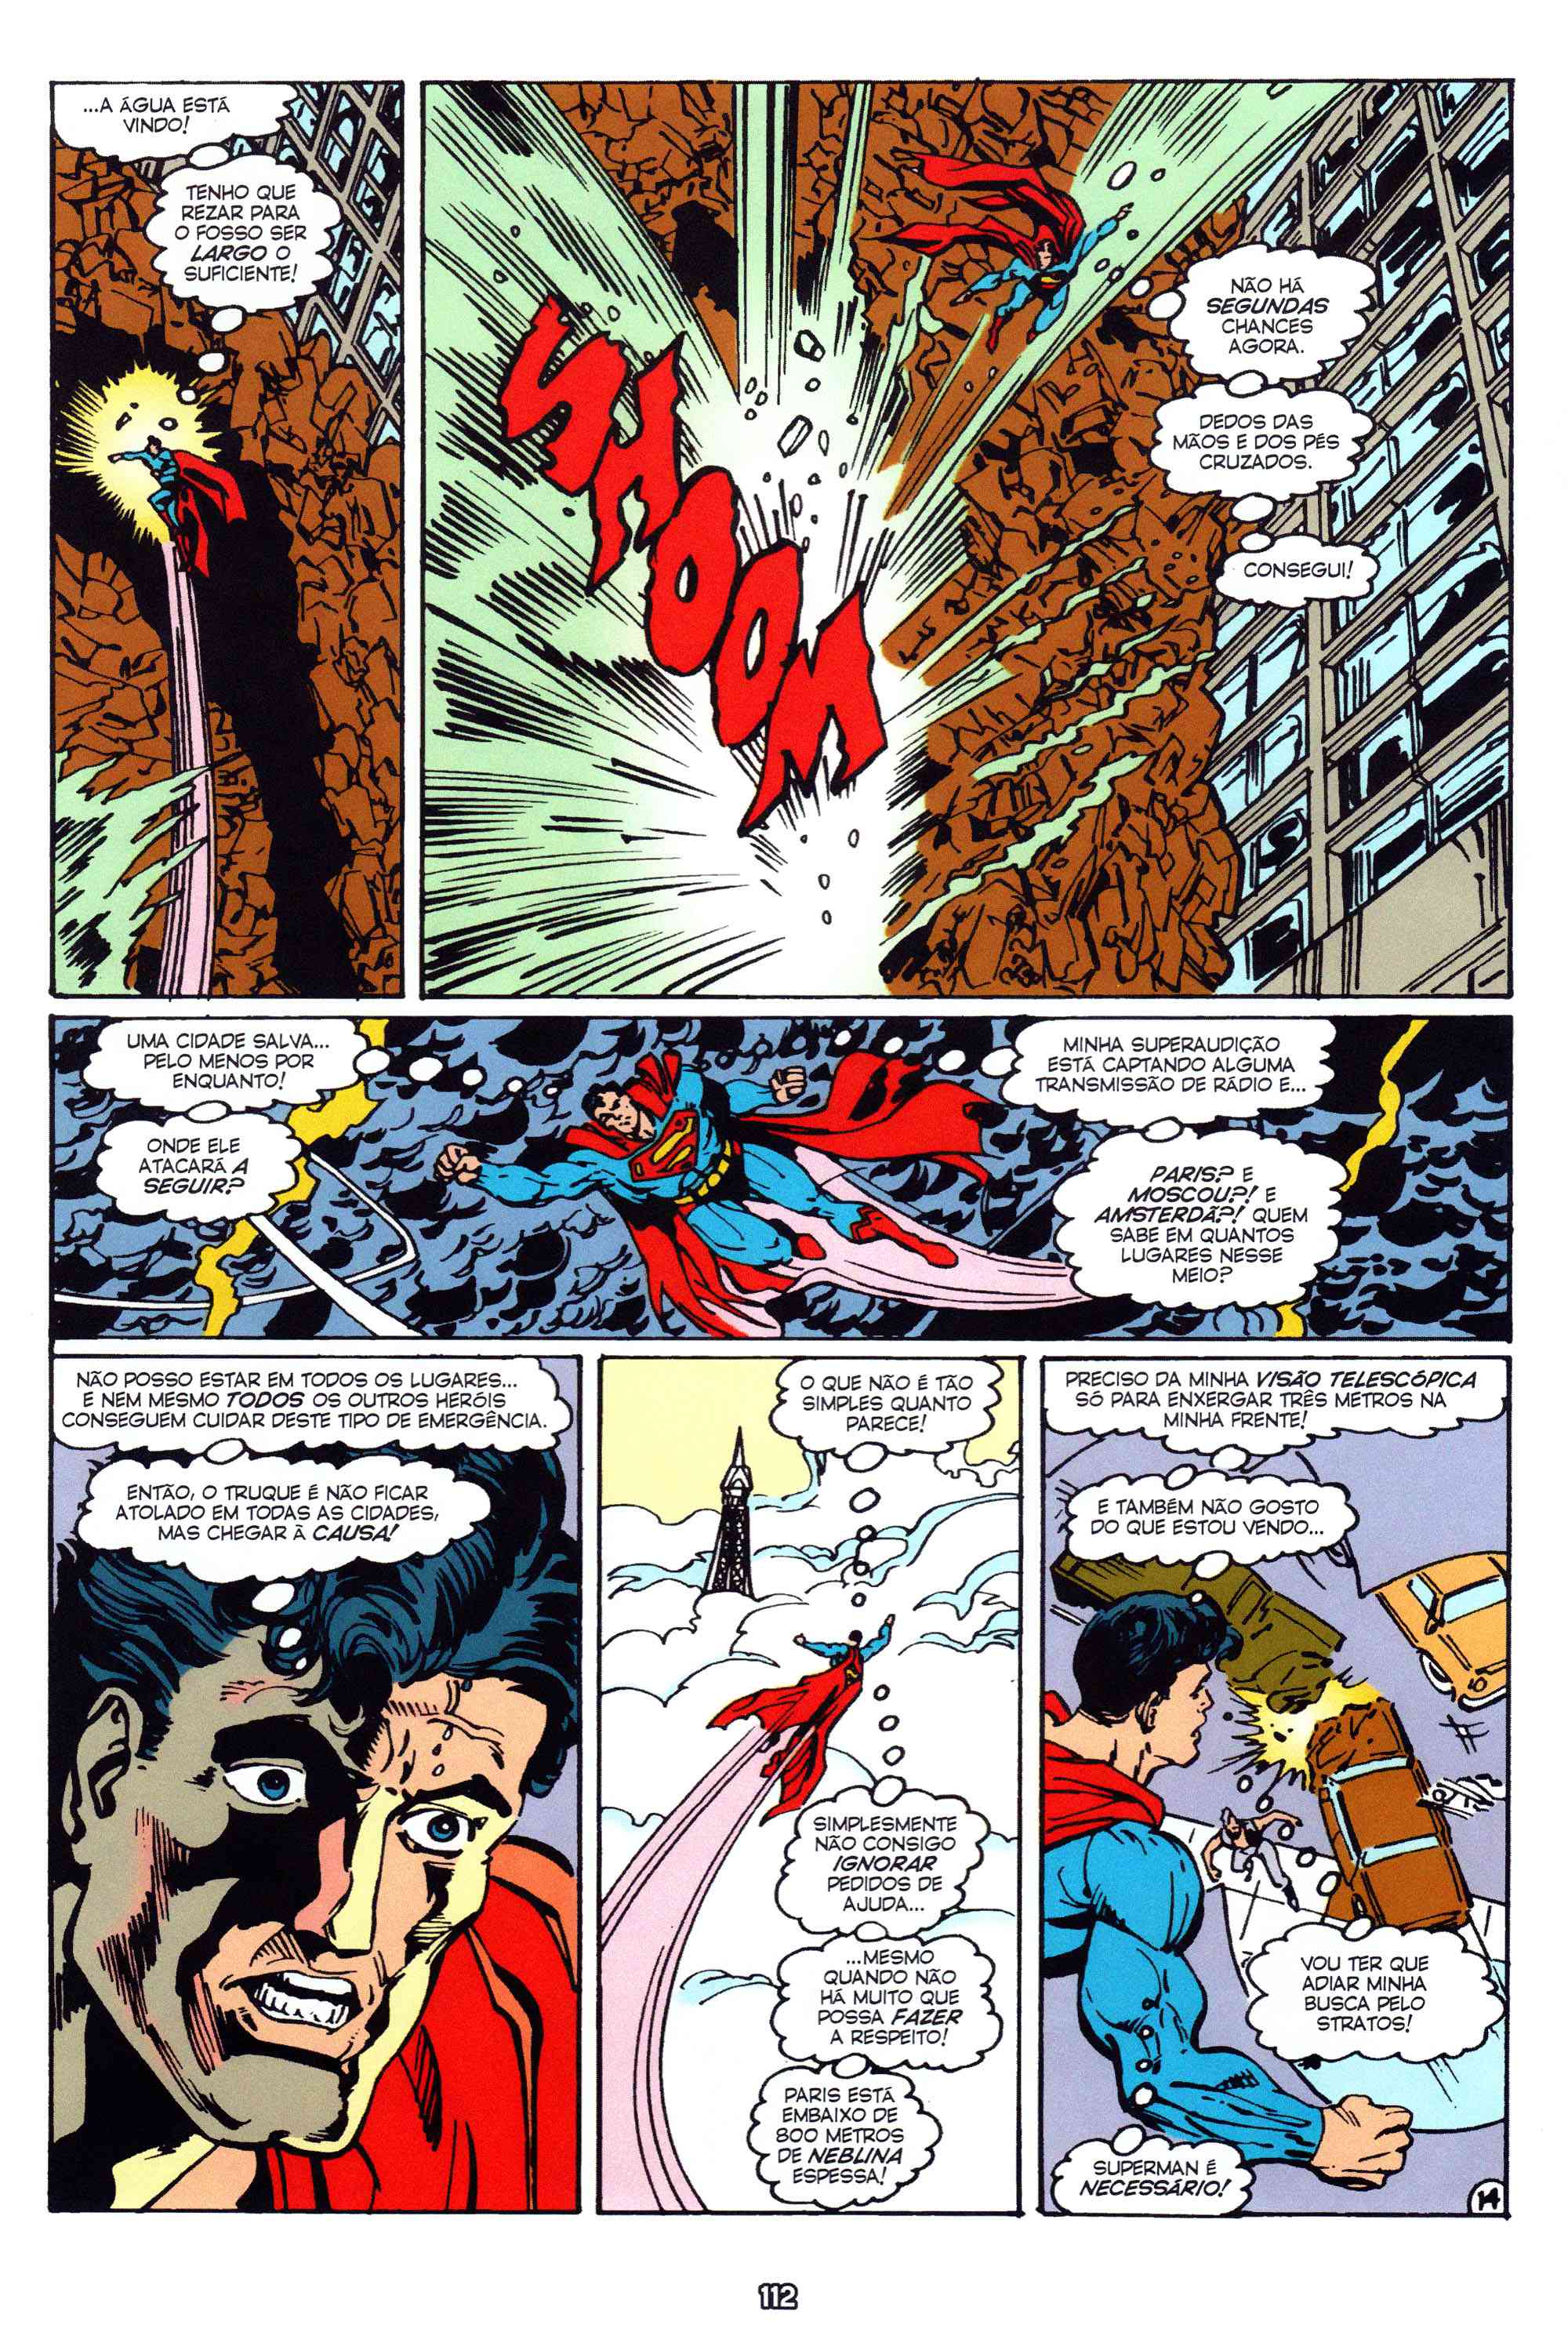 ...A ÁGUA ESTÁ
VINDO!
TENHO QUE
REZAR PARA
O FOSSO SER
LARGO O
SUFICIENTE!
SHOOOM
NÃO HÁ
SEGUNDAS
CHANCES
AGORA.
DEDOS DAS
MÃOS E DOS PÉS
CRUZADOS.
CONSEGUI!
UMA CIDADE SALVA...
PELO MENOS POR
ENQUANTO!
ONDE ELE
ATACARÁ A
SEGUIR?
MINHA SUPERAUDIÇÃO
ESTÁ CAPTANDO ALGUMA
TRANSMISSÃO DE RÁDIO E...
PARIS? E
MOSCOU?! E
AMSTERDÃ?! QUEM
SABE EM QUANTOS
LUGARES NESSE
MEIO?
NÃO POSSO ESTAR EM TODOS OS LUGARES...
E NEM MESMO TODOS OS OUTROS HERÓIS
CONSEGUEM CUIDAR DESTE TIPO DE EMERGÊNCIA.
ENTÃO, O TRUQUE É NÃO FICAR
ATOLADO EM TODAS AS CIDADES,
MAS CHEGAR À CAUSA!
O QUE NÃO É TÃO
SIMPLES QUANTO
PARECE!
SIMPLESMENTE
NÃO CONSIGO
IGNORAR
PEDIDOS DE
AJUDA...
...MESMO
QUANDO NÃO
HÁ MUITO QUE
POSSA FAZER
A RESPEITO!
PARIS ESTÁ
EMBAIXO DE
800 METROS
DE NEBLINA
ESPESSA!
PRECISO DA MINHA VISÃO TELESCÓPICA
SÓ PARA ENXERGAR TRÊS METROS NA
MINHA FRENTE!
E TAMBÉM NÃO GOSTO
DO QUE ESTOU VENDO...
VOU TER QUE
ADIAR MINHA
BUSCA PELO
STRATOS!
SUPERMAN É
NECESSÁRIO!
14
112